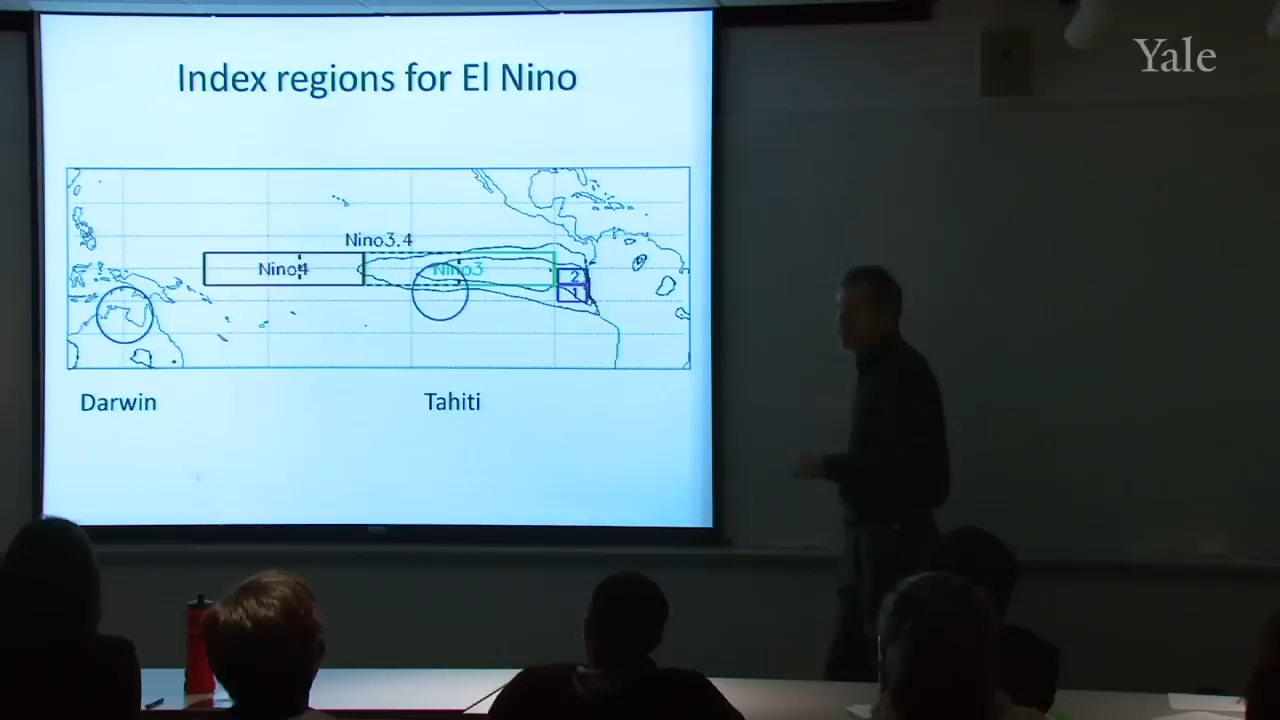 Yale
Index regions for El Nino
Nino3.4
Nino4
Nino3
2
1
Darwin
Tahiti